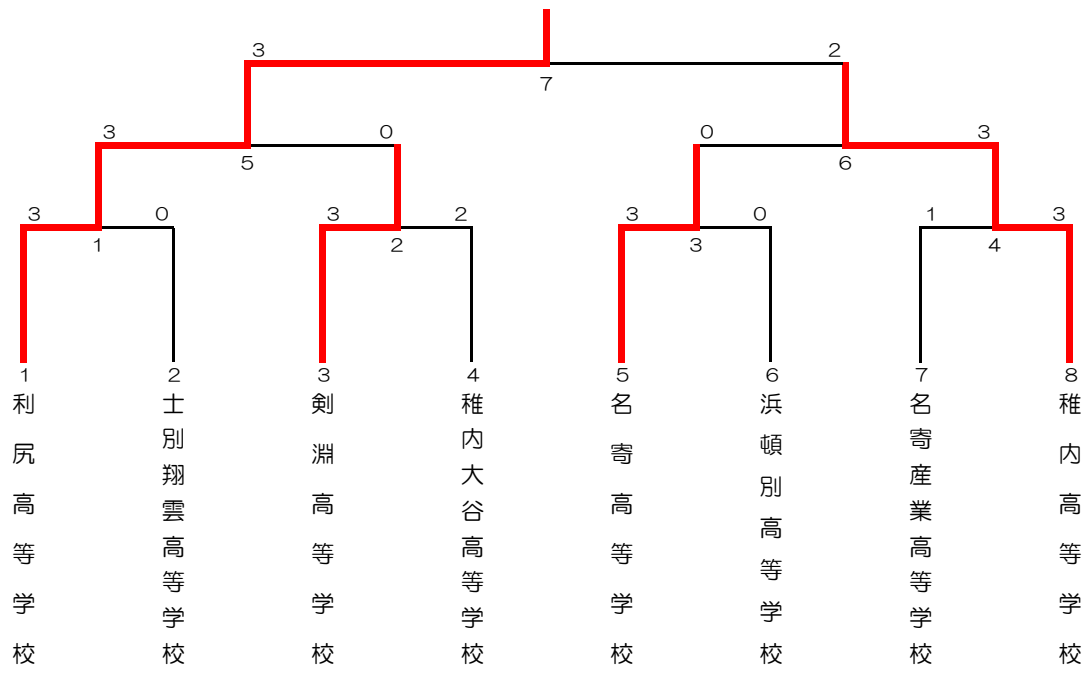 3 2
7
3 0 0 3
5 6
3 0 3 2 3 0 1 3
1 2 3 4
1 2 3 4 5 6 7 8
利尻高等学校
士別翔雲高等学校
剣淵高等学校
稚内大谷高等学校
名寄高等学校
浜頓別高等学校
名寄産業高等学校
稚内高等学校